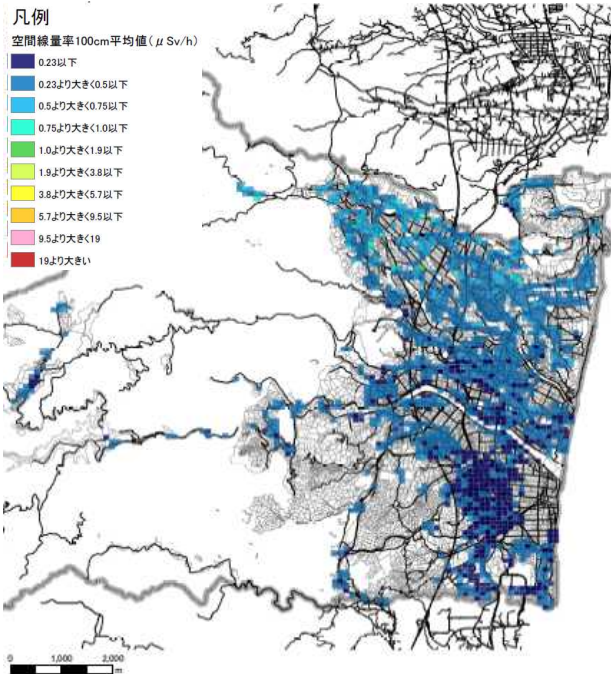 凡例
空間線量率100cm平均値(μSv/h)
0.23以下
0.23より大きく0.5以下
0.5より大きく0.75以下
0.75より大きく1.0以下
1.0より大きく1.9以下
1.9より大きく3.8以下
3.8より大きく5.7以下
5.7より大きく9.5以下
9.5より大きく19
19より大きい
0 1,000 2,000
m